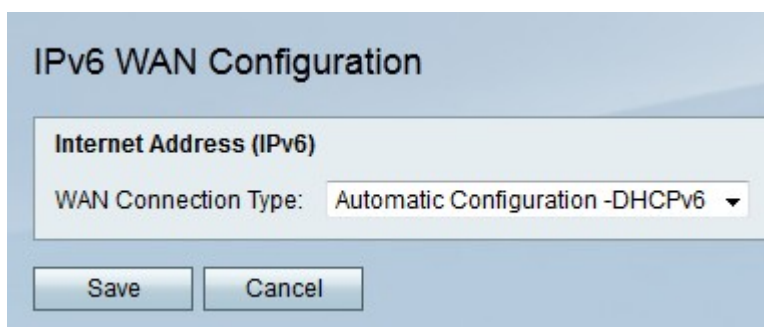 IPv6 WAN Configuration
Internet Address (IPv6)
WAN Connection Type: Automatic Configuration -DHCPv6
Save Cancel